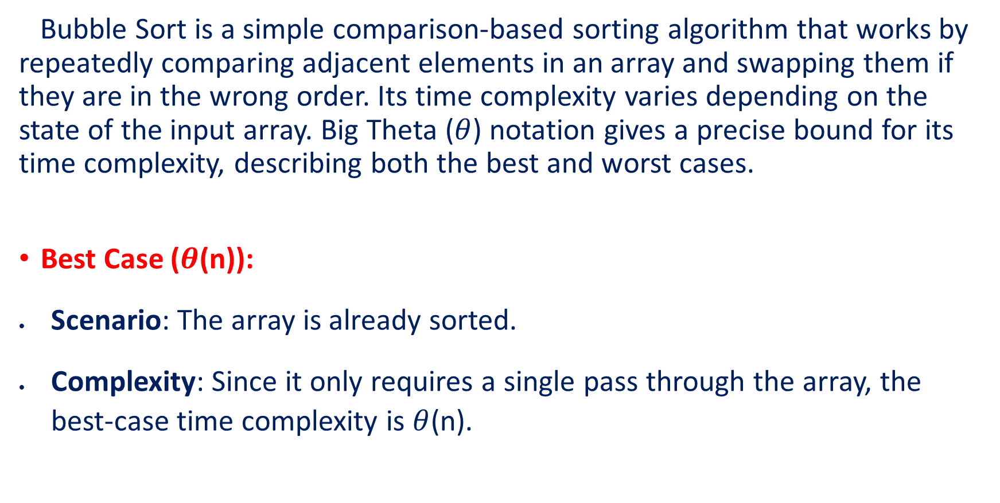 Bubble Sort is a simple comparison-based sorting algorithm that works by
repeatedly comparing adjacent elements in an array and swapping them if
they are in the wrong order. Its time complexity varies depending on the
state of the input array. Big Theta (𝜃) notation gives a precise bound for its
time complexity, describing both the best and worst cases.
• Best Case (𝜽(n)):
• Scenario: The array is already sorted.
• Complexity: Since it only requires a single pass through the array, the
best-case time complexity is 𝜃(n).